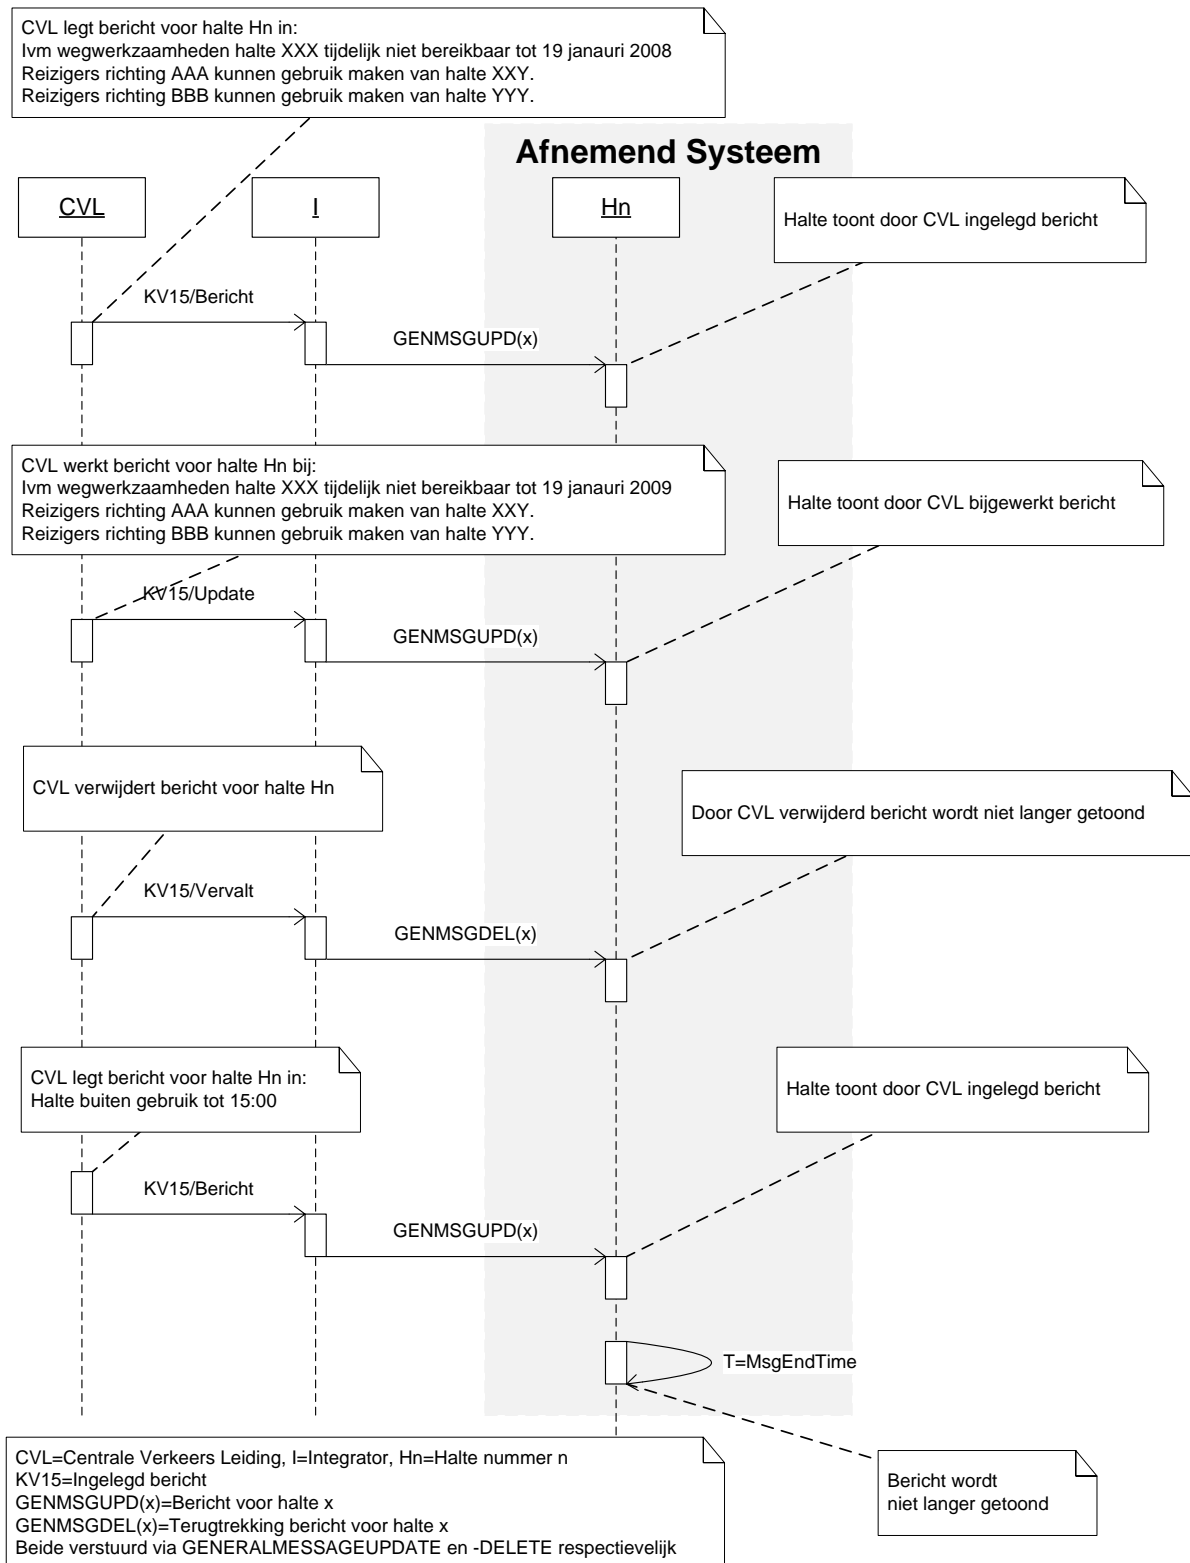 CVL legt bericht voor halte Hn in:
Ivm wegwerkzaamheden halte XXX tijdelijk niet bereikbaar tot 19 janauri 2008
Reizigers richting AAA kunnen gebruik maken van halte XXY.
Reizigers richting BBB kunnen gebruik maken van halte YYY.
Afnemend Systeem
CVL
I
Hn
Halte toont door CVL ingelegd bericht
KV15/Bericht
GENMSGUPD(x)
CVL werkt bericht voor halte Hn bij:
Ivm wegwerkzaamheden halte XXX tijdelijk niet bereikbaar tot 19 janauri 2009
Reizigers richting AAA kunnen gebruik maken van halte XXY.
Reizigers richting BBB kunnen gebruik maken van halte YYY.
Halte toont door CVL bijgewerkt bericht
KV15/Update
GENMSGUPD(x)
CVL verwijdert bericht voor halte Hn
Door CVL verwijderd bericht wordt niet langer getoond
KV15/Vervalt
GENMSGDEL(x)
CVL legt bericht voor halte Hn in:
Halte buiten gebruik tot 15:00
Halte toont door CVL ingelegd bericht
KV15/Bericht
GENMSGUPD(x)
T=MsgEndTime
CVL=Centrale Verkeers Leiding, I=Integrator, Hn=Halte nummer n
KV15=Ingelegd bericht
GENMSGUPD(x)=Bericht voor halte x
GENMSGDEL(x)=Terugtrekking bericht voor halte x
Beide verstuurd via GENERALMESSAGEUPDATE en -DELETE respectievelijk
Bericht wordt
niet langer getoond